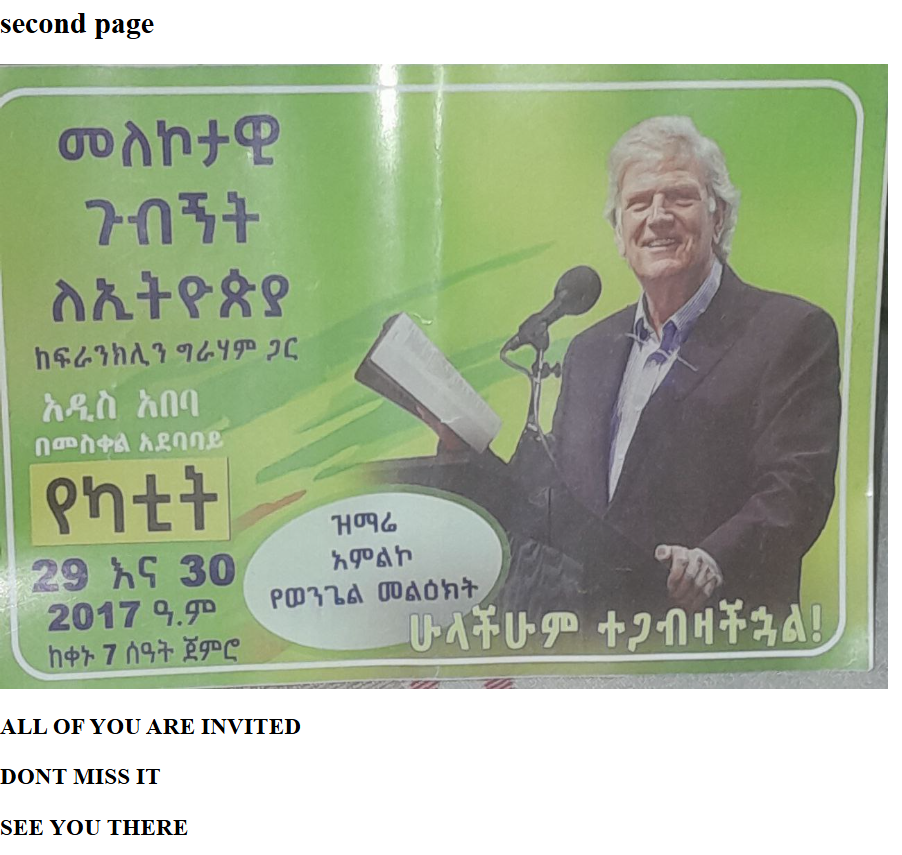 second page
መለኮታዊ
ጉብኝት
ለኢትዮጵያ
ከፍራንክሊን ግራሃም ጋር
አዲስ አበባ
በመስቀል አደባባይ
የካቲት
29 እና 30
2017 ዓ.ም
ከቀኑ 7 ሰዓት ጀምሮ
ዝማሬ
አምልኮ
የወንጌል መልዕክት
ሁላችሁም ተጋብዛችኋል!
ALL OF YOU ARE INVITED
DONT MISS IT
SEE YOU THERE